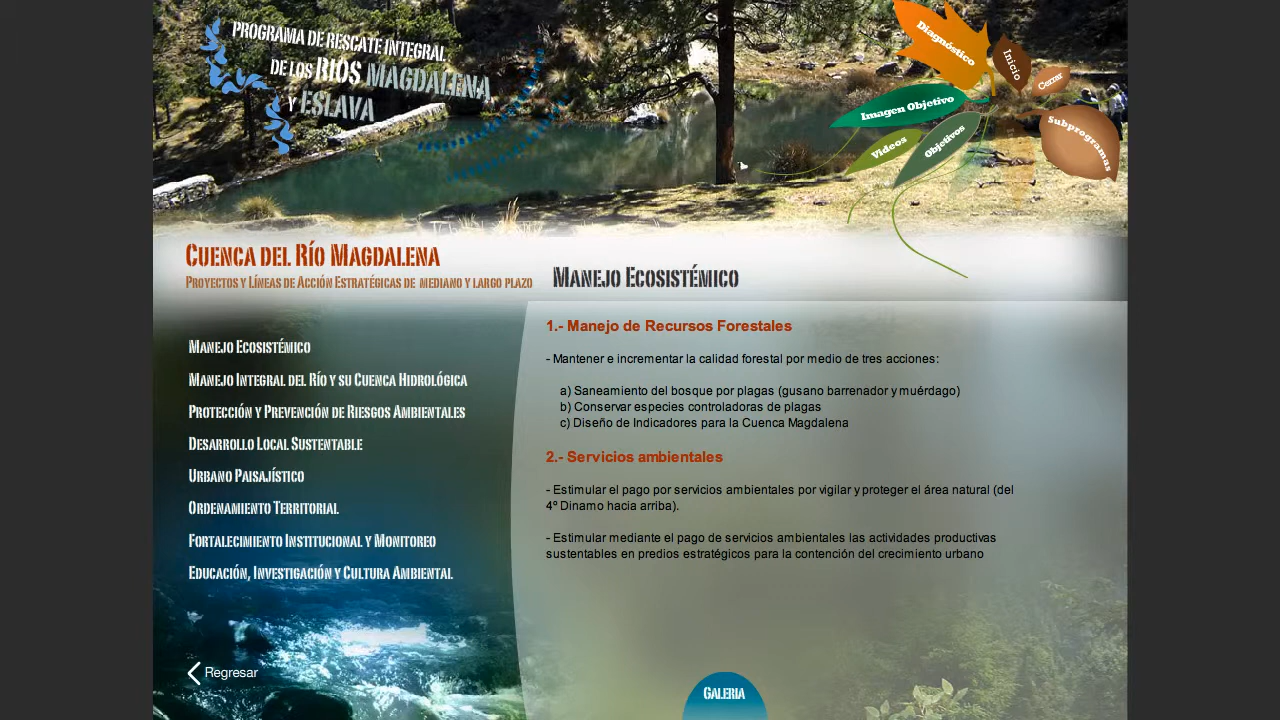 PROGRAMA DE RESCATE INTEGRAL
DE LOS RIOS MAGDALENA
Y ESLAVA
Diagnóstico
Inicio
Cerrar
Imagen Objetivo
Videos
Objetivos
Subprogramas
CUENCA DEL RÍO MAGDALENA
PROYECTOS Y LÍNEAS DE ACCIÓN ESTRATÉGICAS DE MEDIANO Y LARGO PLAZO
MANEJO ECOSISTÉMICO
MANEJO ECOSISTÉMICO
MANEJO INTEGRAL DEL RÍO Y SU CUENCA HIDROLÓGICA
PROTECCIÓN Y PREVENCIÓN DE RIESGOS AMBIENTALES
DESARROLLO LOCAL SUSTENTABLE
URBANO PAISAJÍSTICO
ORDENAMIENTO TERRITORIAL
FORTALECIMIENTO INSTITUCIONAL Y MONITOREO
EDUCACIÓN, INVESTIGACIÓN Y CULTURA AMBIENTAL
Regresar
1.- Manejo de Recursos Forestales
- Mantener e incrementar la calidad forestal por medio de tres acciones:
a) Saneamiento del bosque por plagas (gusano barrenador y muérdago)
b) Conservar especies controladoras de plagas
c) Diseño de Indicadores para la Cuenca Magdalena
2.- Servicios ambientales
- Estimular el pago por servicios ambientales por vigilar y proteger el área natural (del
4º Dinamo hacia arriba).
- Estimular mediante el pago de servicios ambientales las actividades productivas
sustentables en predios estratégicos para la contención del crecimiento urbano
GALERIA